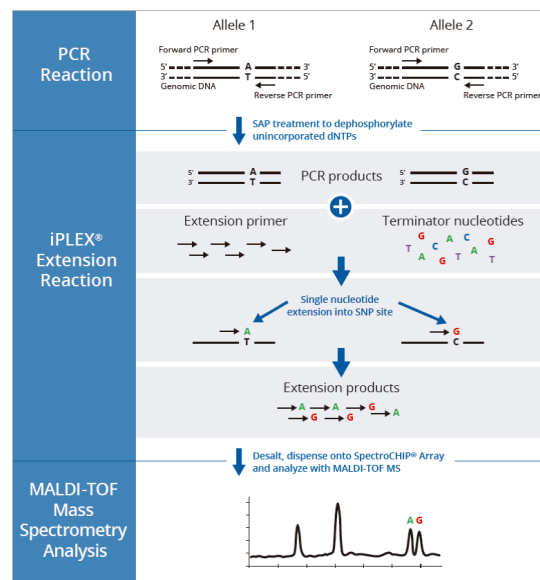 PCR
Reaction
Allele 1
Allele 2
Forward PCR primer
5′ A 3′
3′ T 5′
Genomic DNA
Reverse PCR primer
Forward PCR primer
5′ G 3′
3′ C 5′
Genomic DNA
Reverse PCR primer
SAP treatment to dephosphorylate
unincorporated dNTPs
iPLEX®
Extension
Reaction
5′ A
3′ T
PCR products
5′ G
3′ C
Extension primer
Terminator nucleotides
T G C A C G
A G T A T
Single nucleotide
extension into SNP site
A
T
G
C
Extension products
A A G A
G G
Desalt, dispense onto SpectroCHIP® Array
and analyze with MALDI-TOF MS
MALDI-TOF
Mass
Spectrometry
Analysis
A G